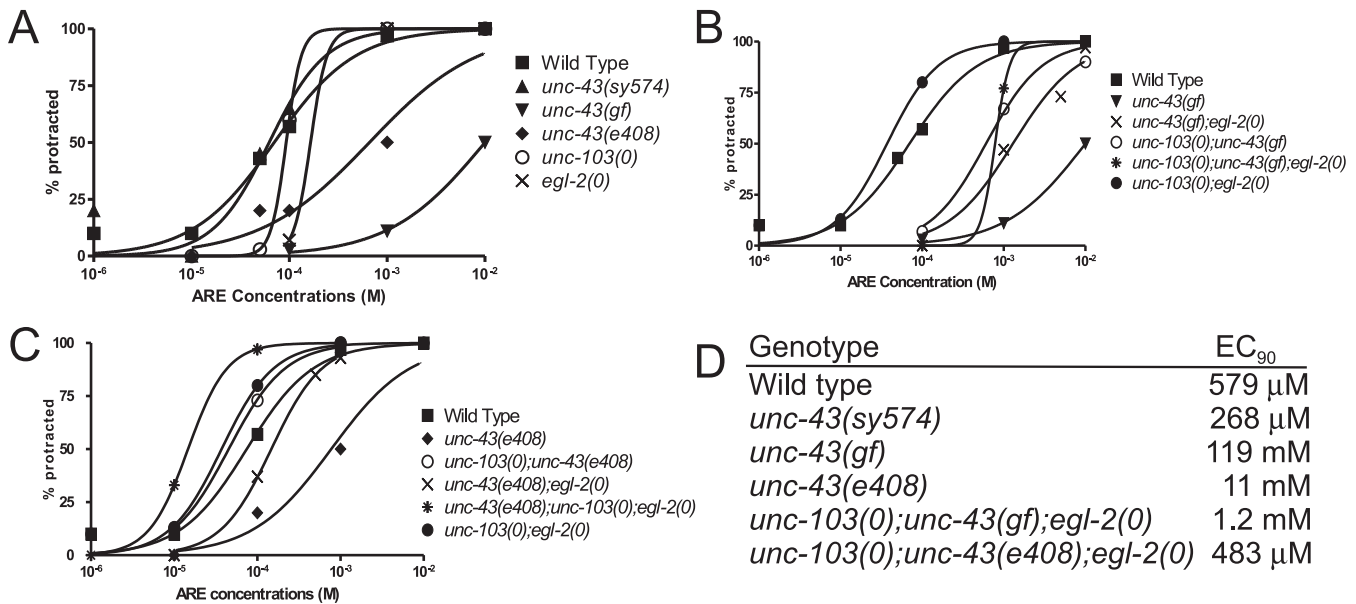 A
% protracted
100
75
50
25
0
10-6
10-5
10-4
10-3
10-2
ARE Concentrations (M)
Wild Type
unc-43(sy574)
unc-43(gf)
unc-43(e408)
unc-103(0)
egl-2(0)
B
% protracted
100
75
50
25
0
10-6
10-5
10-4
10-3
10-2
ARE Concentration (M)
Wild Type
unc-43(gf)
unc-43(gf);egl-2(0)
unc-103(0);unc-43(gf)
unc-103(0);unc-43(gf);egl-2(0)
unc-103(0);egl-2(0)
C
% protracted
100
75
50
25
0
10-6
10-5
10-4
10-3
10-2
ARE concentrations (M)
Wild Type
unc-43(e408)
unc-103(0);unc-43(e408)
unc-43(e408);egl-2(0)
unc-43(e408);unc-103(0);egl-2(0)
unc-103(0);egl-2(0)
D
Genotype EC90
Wild type 579 µM
unc-43(sy574) 268 µM
unc-43(gf) 119 mM
unc-43(e408) 11 mM
unc-103(0);unc-43(gf);egl-2(0) 1.2 mM
unc-103(0);unc-43(e408);egl-2(0) 483 µM